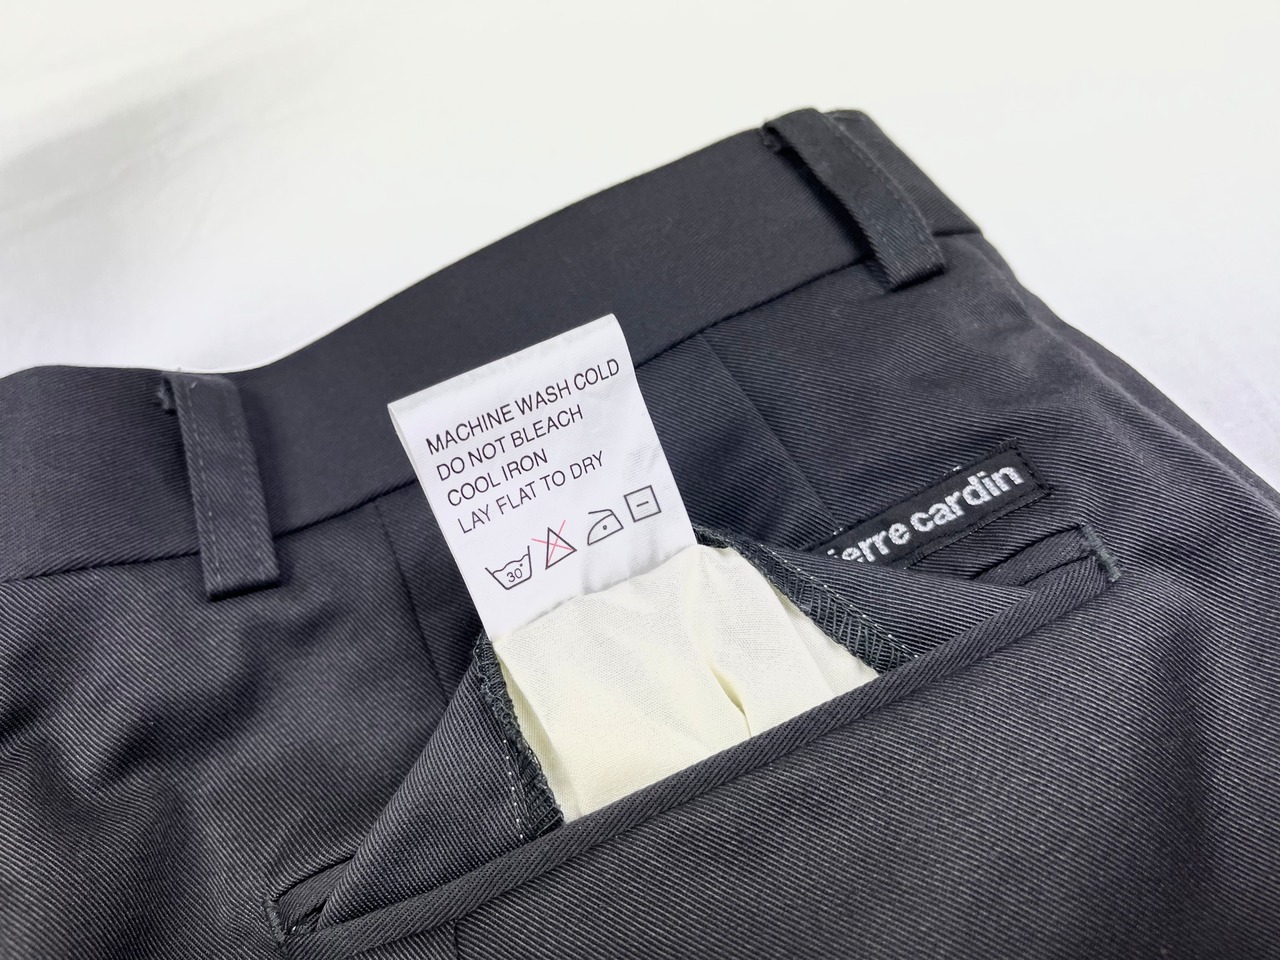 MACHINE WASH COLD
DO NOT BLEACH
COOL IRON
LAY FLAT TO DRY
30°
ierre cardin